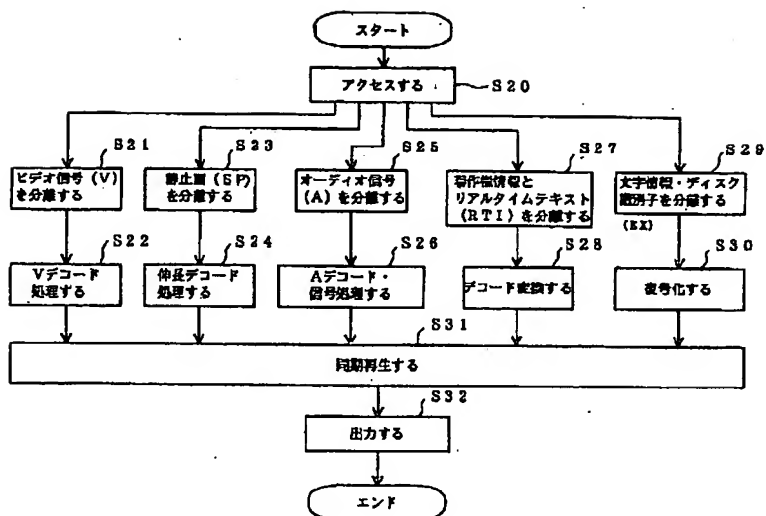 スタート
アクセスする
S20
S21
ビデオ信号 (V)
を分離する
S22
Vデコード
処理する
S23
静止画 (SP)
を分離する
S24
伸長デコード
処理する
S25
オーディオ信号
(A) を分離する
S26
Aデコード・
信号処理する
S27
著作権情報と
リアルタイムテキスト
(RTI) を分離する
S28
デコード変換する
S29
文字情報・ディスク
識別子を分離する
(EX)
S30
復号化する
S31
同期再生する
S32
出力する
エンド